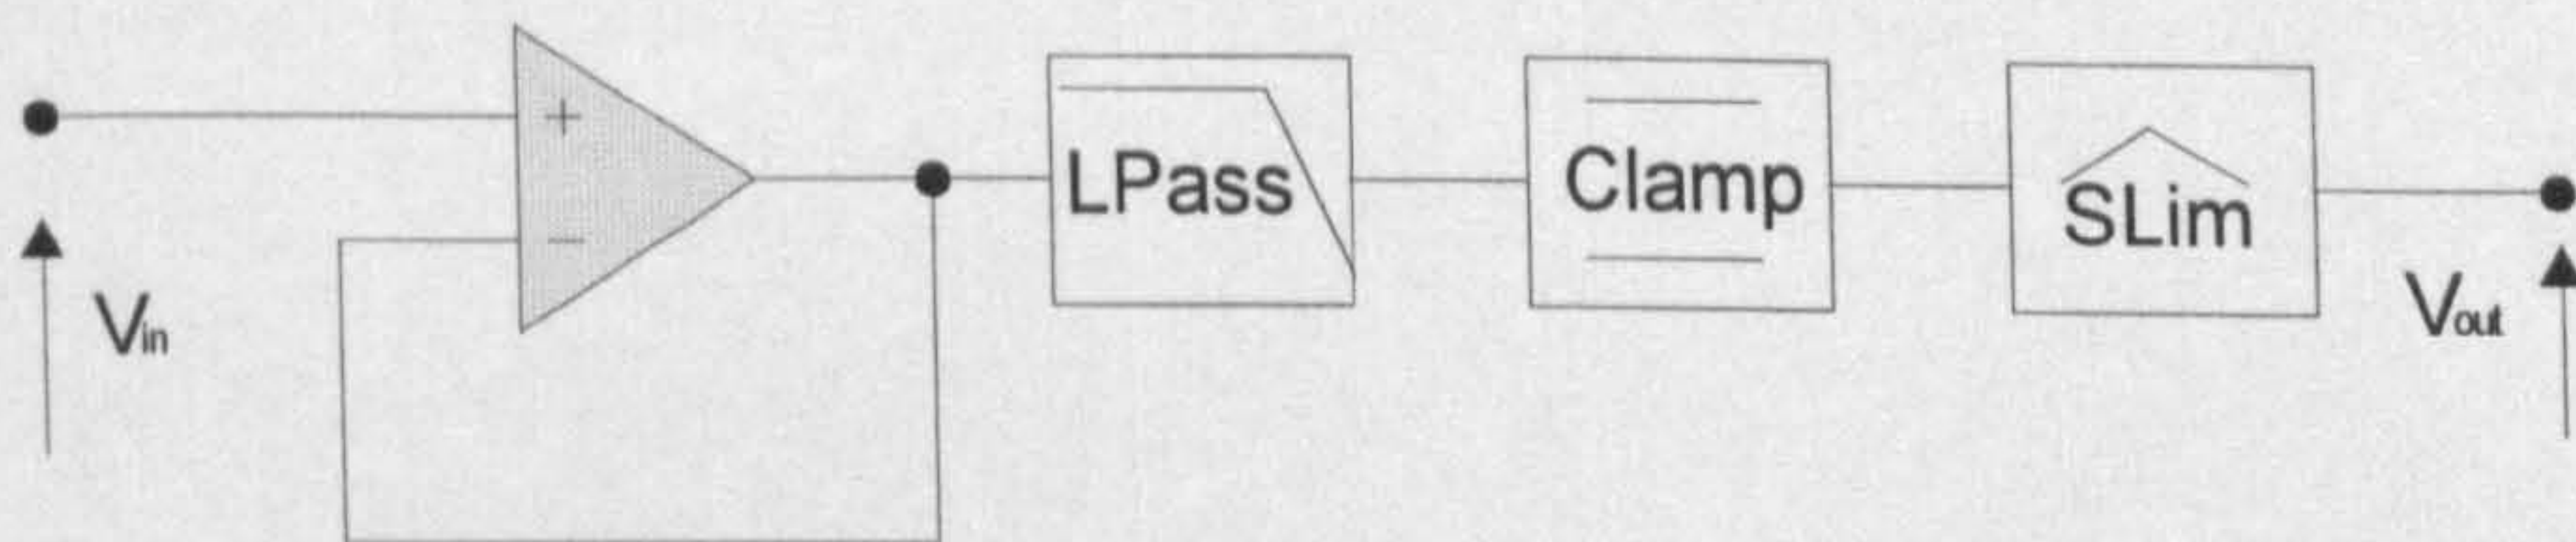 +
−
LPass
Clamp
SLim
Vin
Vout